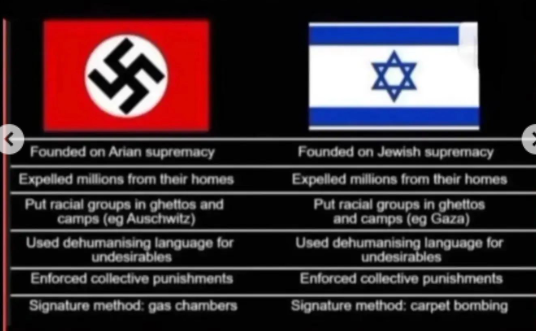 Founded on Arian supremacy
Founded on Jewish supremacy
Expelled millions from their homes
Expelled millions from their homes
Put racial groups in ghettos and
camps (eg Auschwitz)
Put racial groups in ghettos
and camps (eg Gaza)
Used dehumanising language for
undesirables
Used dehumanising language for
undesirables
Enforced collective punishments
Enforced collective punishments
Signature method: gas chambers
Signature method: carpet bombing